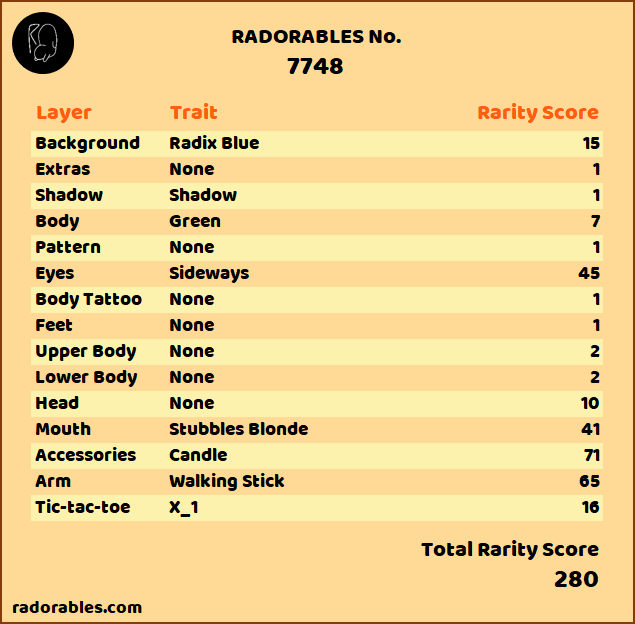 RADORABLES No.
7748
Layer Trait Rarity Score
Background Radix Blue 15
Extras None 1
Shadow Shadow 1
Body Green 7
Pattern None 1
Eyes Sideways 45
Body Tattoo None 1
Feet None 1
Upper Body None 2
Lower Body None 2
Head None 10
Mouth Stubbles Blonde 41
Accessories Candle 71
Arm Walking Stick 65
Tic-tac-toe X_1 16
Total Rarity Score
280
radorables.com